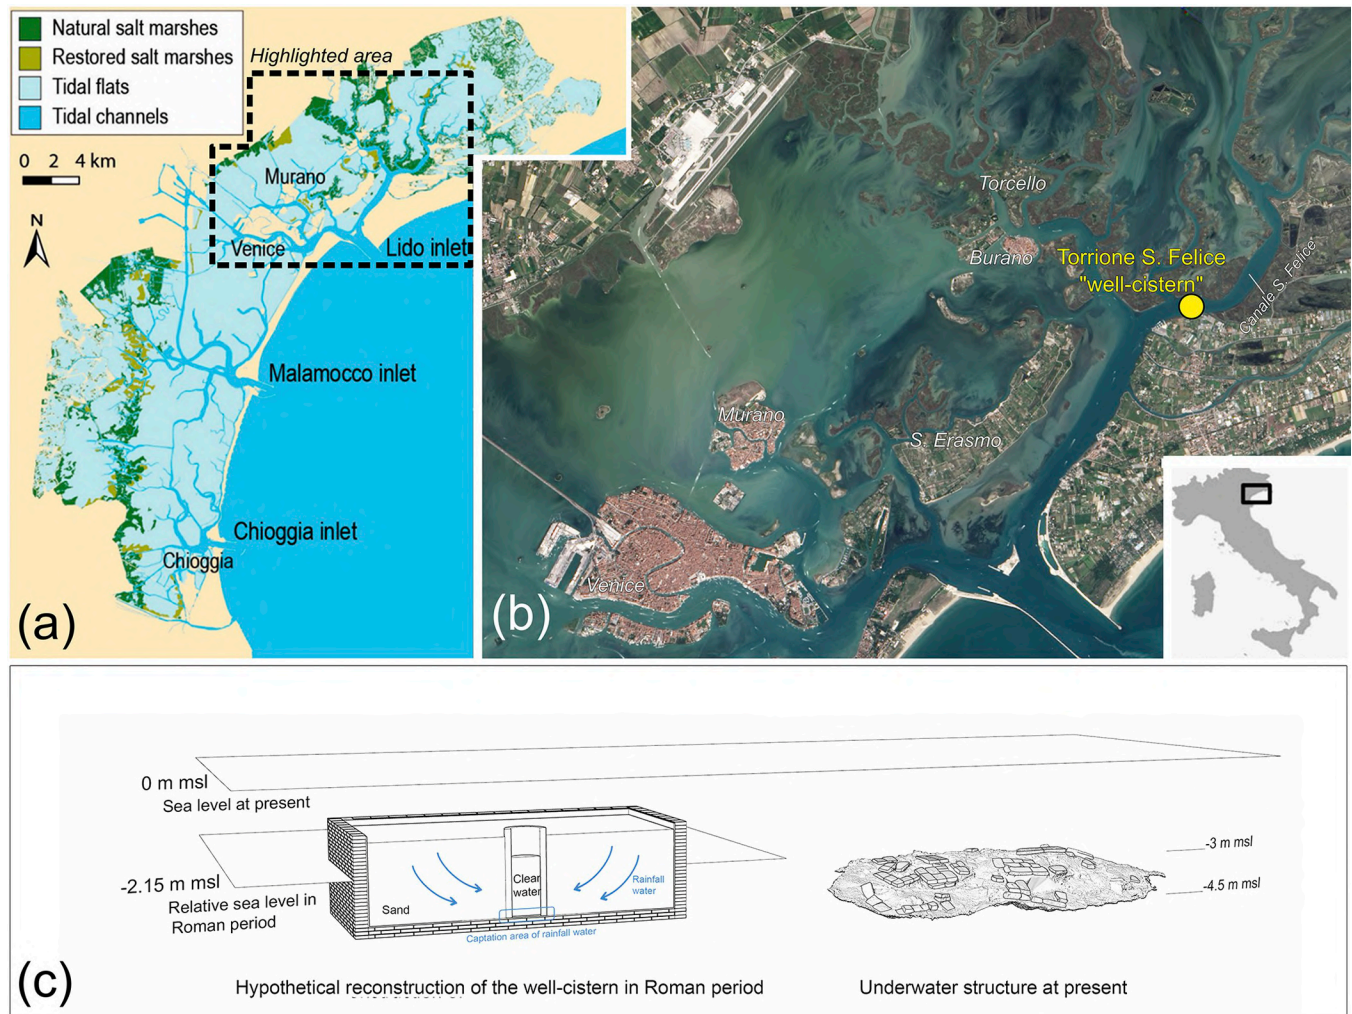 Natural salt marshes
Restored salt marshes
Tidal flats
Tidal channels
Highlighted area
0 2 4 km
N
Murano
Venice
Lido inlet
Malamocco inlet
Chioggia inlet
Chioggia
(a)
Torcello
Burano
Torrione S. Felice
"well-cistern"
Canale S. Felice
Murano
S. Erasmo
Venice
(b)
0 m msl
Sea level at present
-2.15 m msl
Relative sea level in
Roman period
Clear
water
Rainfall
water
Sand
Captation area of rainfall water
-3 m msl
-4.5 m msl
(c)
Hypothetical reconstruction of the well-cistern in Roman period
Underwater structure at present